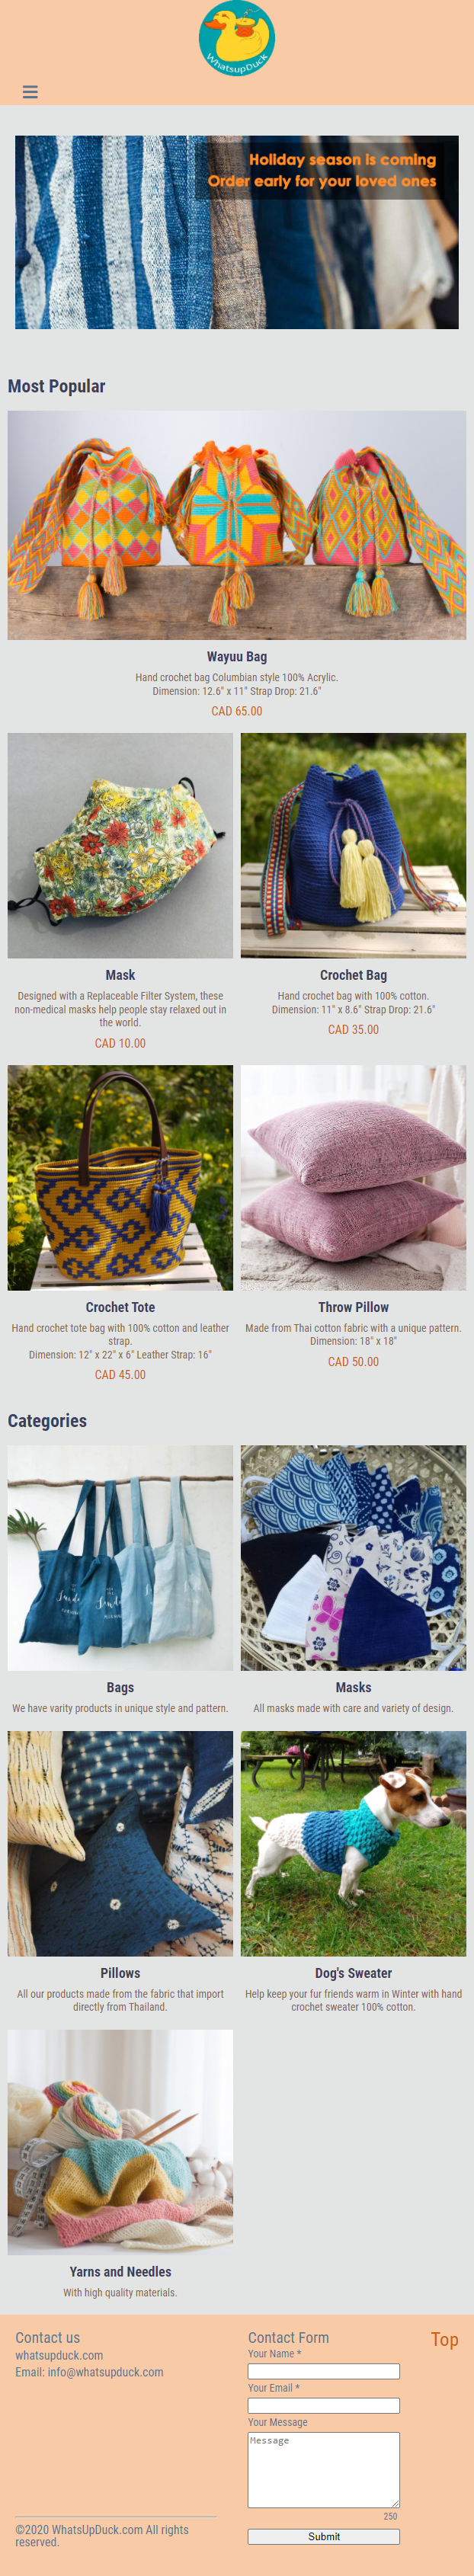 WhatsupDuck
Holiday season is coming
Order early for your loved ones
Most Popular
Wayuu Bag
Hand crochet bag Columbian style 100% Acrylic.
Dimension: 12.6" x 11" Strap Drop: 21.6"
CAD 65.00
Mask
Designed with a Replaceable Filter System, these
non-medical masks help people stay relaxed out in
the world.
CAD 10.00
Crochet Bag
Hand crochet bag with 100% cotton.
Dimension: 11" x 8.6" Strap Drop: 21.6"
CAD 35.00
Crochet Tote
Hand crochet tote bag with 100% cotton and leather
strap.
Dimension: 12" x 22" x 6" Leather Strap: 16"
CAD 45.00
Throw Pillow
Made from Thai cotton fabric with a unique pattern.
Dimension: 18" x 18"
CAD 50.00
Categories
Bags
We have varity products in unique style and pattern.
Masks
All masks made with care and variety of design.
Pillows
All our products made from the fabric that import
directly from Thailand.
Dog's Sweater
Help keep your fur friends warm in Winter with hand
crochet sweater 100% cotton.
Yarns and Needles
With high quality materials.
Contact us
whatsupduck.com
Email: info@whatsupduck.com
©2020 WhatsUpDuck.com All rights
reserved.
Contact Form
Your Name *
Your Email *
Your Message
Message
250
Submit
Top